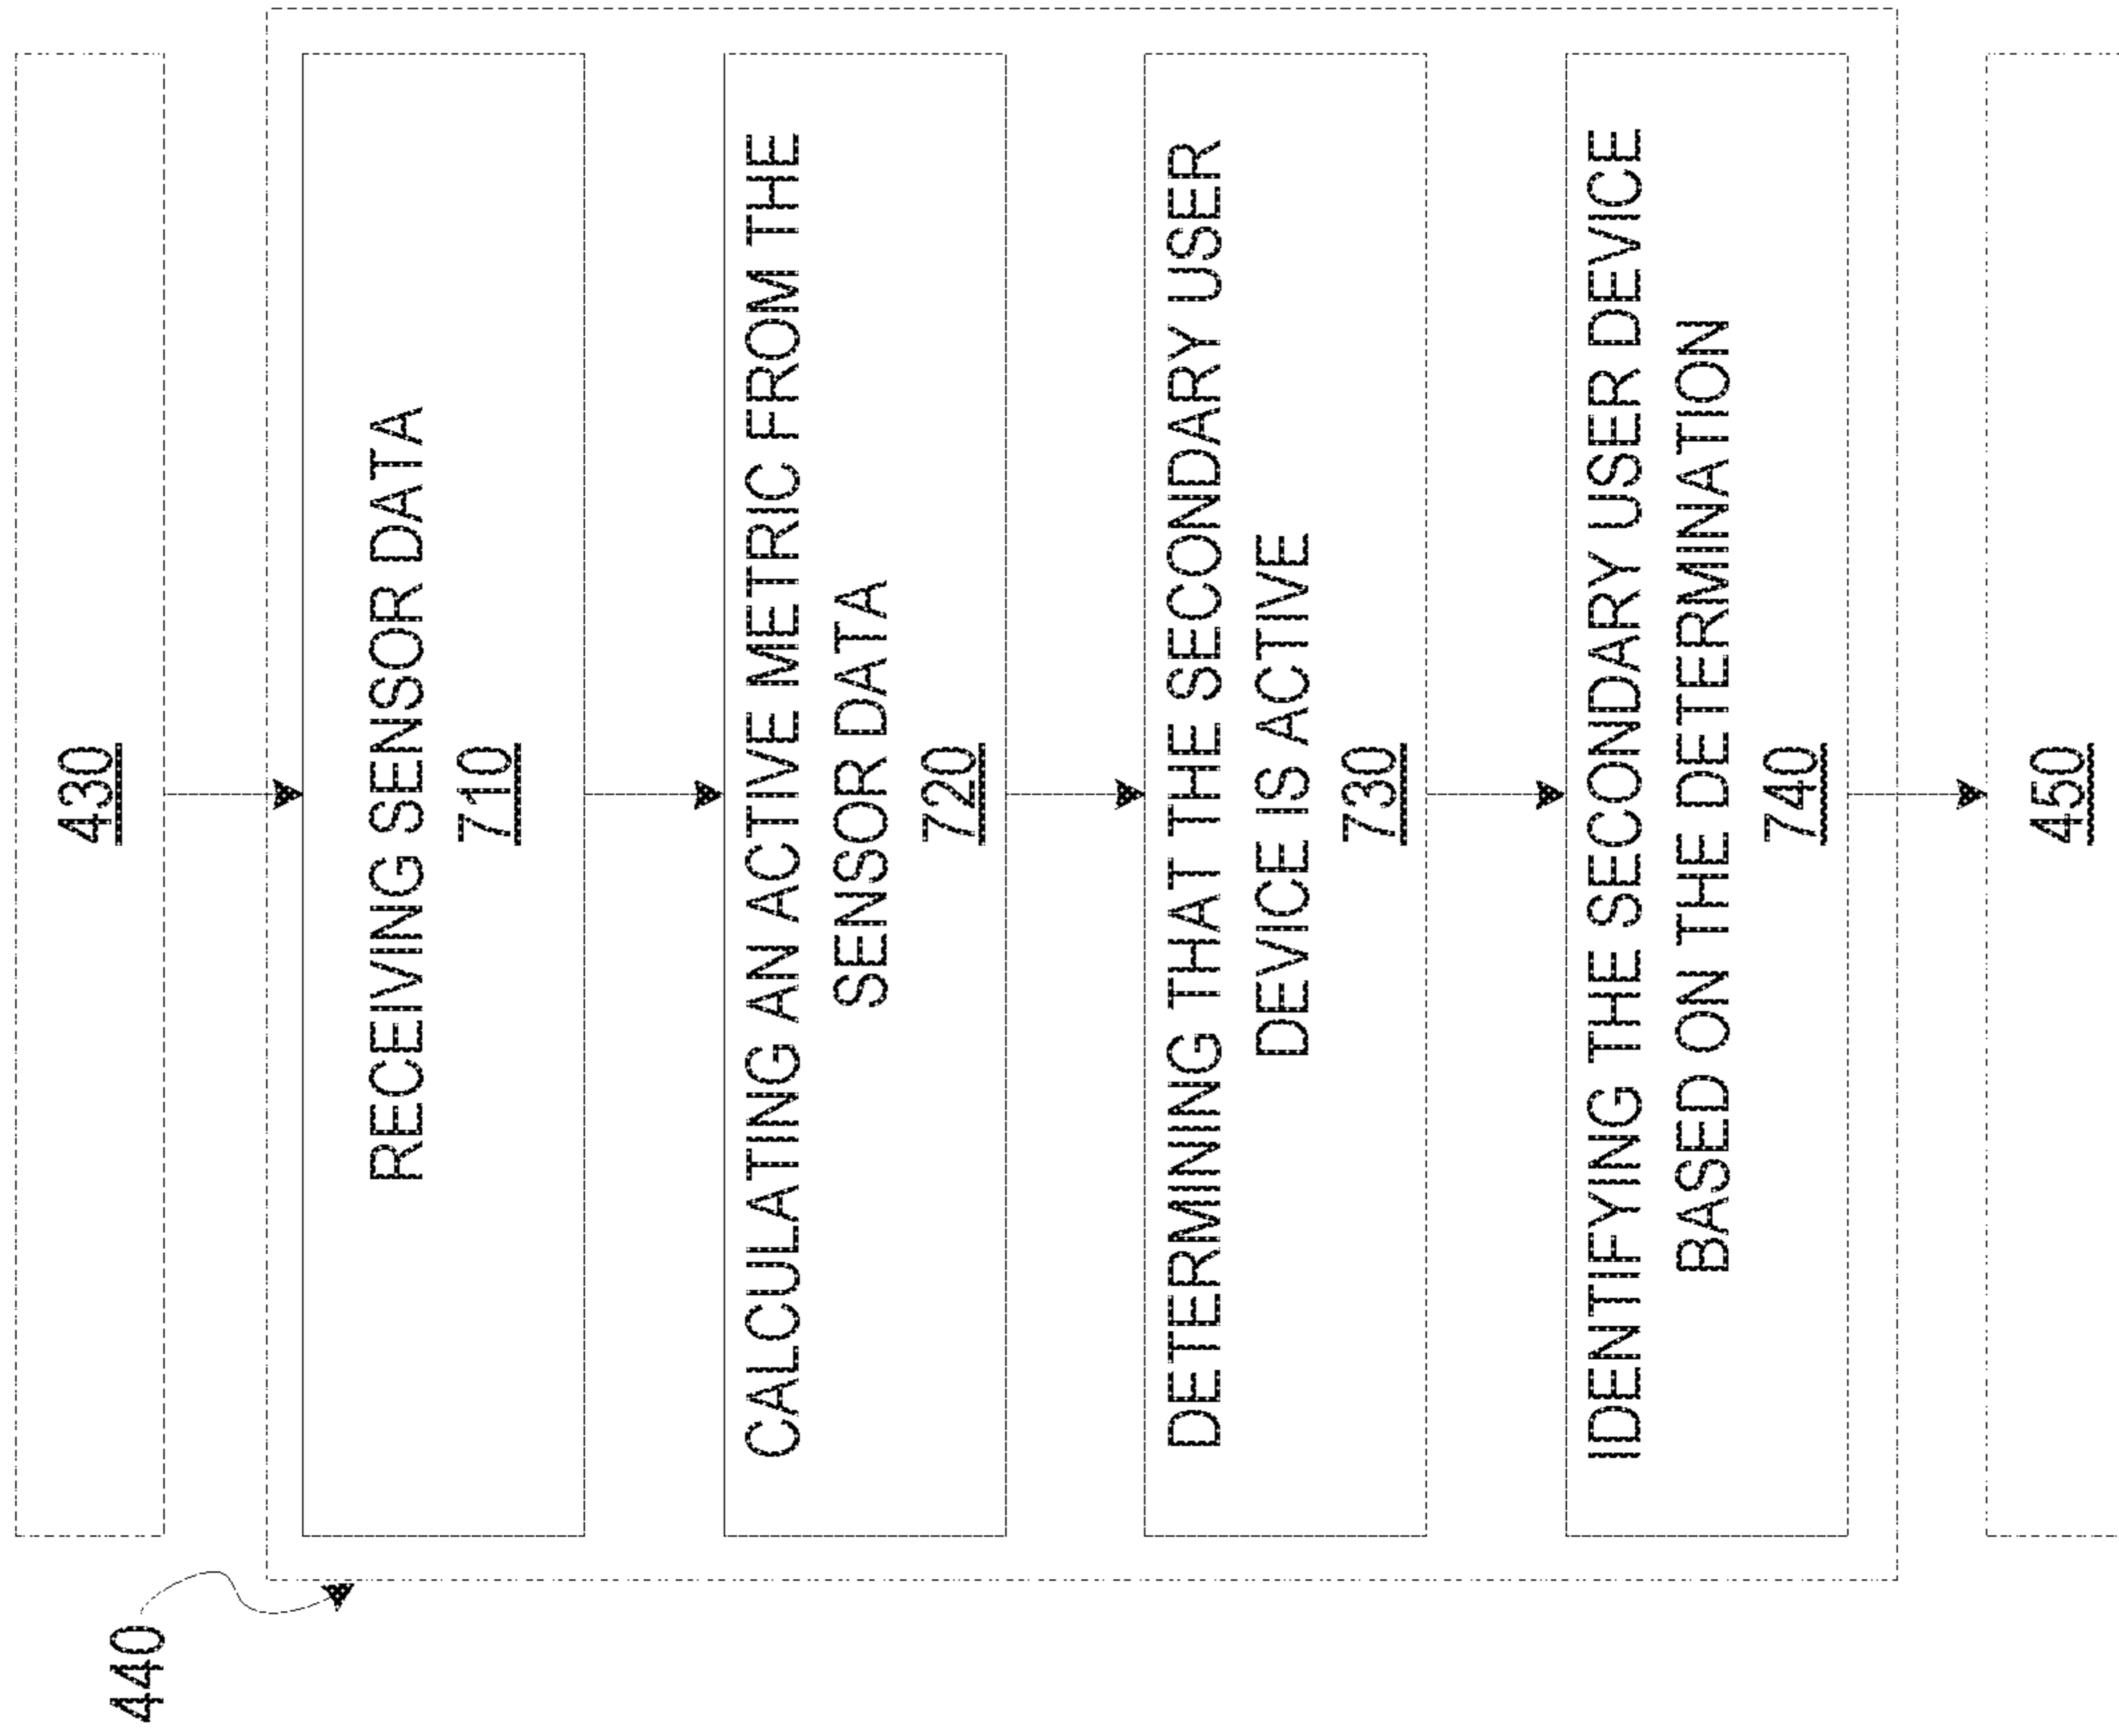 440
430
RECEIVING SENSOR DATA
710
CALCULATING AN ACTIVE METRIC FROM THE
SENSOR DATA
720
DETERMINING THAT THE SECONDARY USER
DEVICE IS ACTIVE
730
IDENTIFYING THE SECONDARY USER DEVICE
BASED ON THE DETERMINATION
740
450